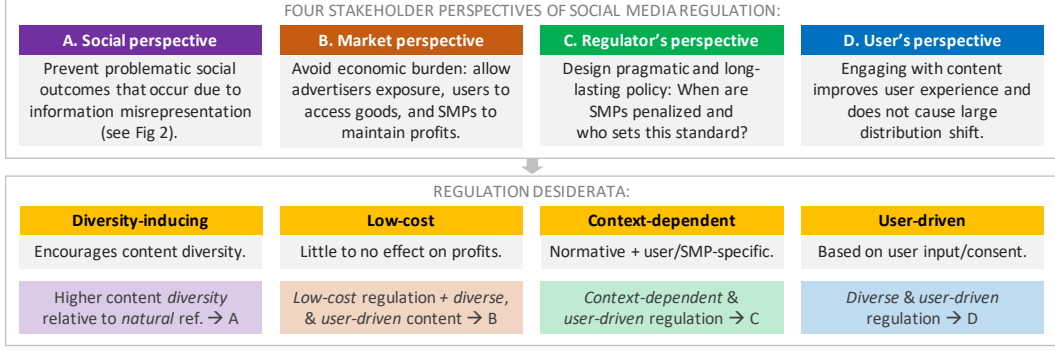 FOUR STAKEHOLDER PERSPECTIVES OF SOCIAL MEDIA REGULATION:
A. Social perspective
Prevent problematic social
outcomes that occur due to
information misrepresentation
(see Fig 2).
B. Market perspective
Avoid economic burden: allow
advertisers exposure, users to
access goods, and SMPs to
maintain profits.
C. Regulator's perspective
Design pragmatic and long-
lasting policy: When are
SMPs penalized and
who sets this standard?
D. User's perspective
Engaging with content
improves user experience and
does not cause large
distribution shift.
REGULATION DESIDERATA:
Diversity-inducing
Encourages content diversity.
Higher content diversity
relative to natural ref. → A
Low-cost
Little to no effect on profits.
Low-cost regulation + diverse,
& user-driven content → B
Context-dependent
Normative + user/SMP-specific.
Context-dependent &
user-driven regulation → C
User-driven
Based on user input/consent.
Diverse & user-driven
regulation → D